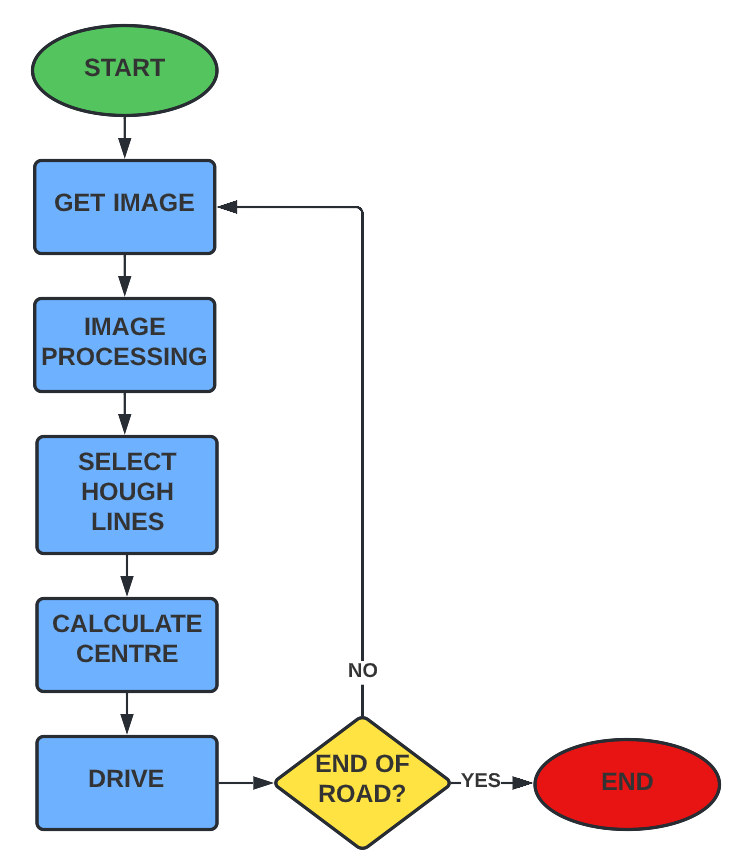 START
GET IMAGE
IMAGE
PROCESSING
SELECT
HOUGH
LINES
CALCULATE
CENTRE
DRIVE
END OF
ROAD?
NO
YES
END